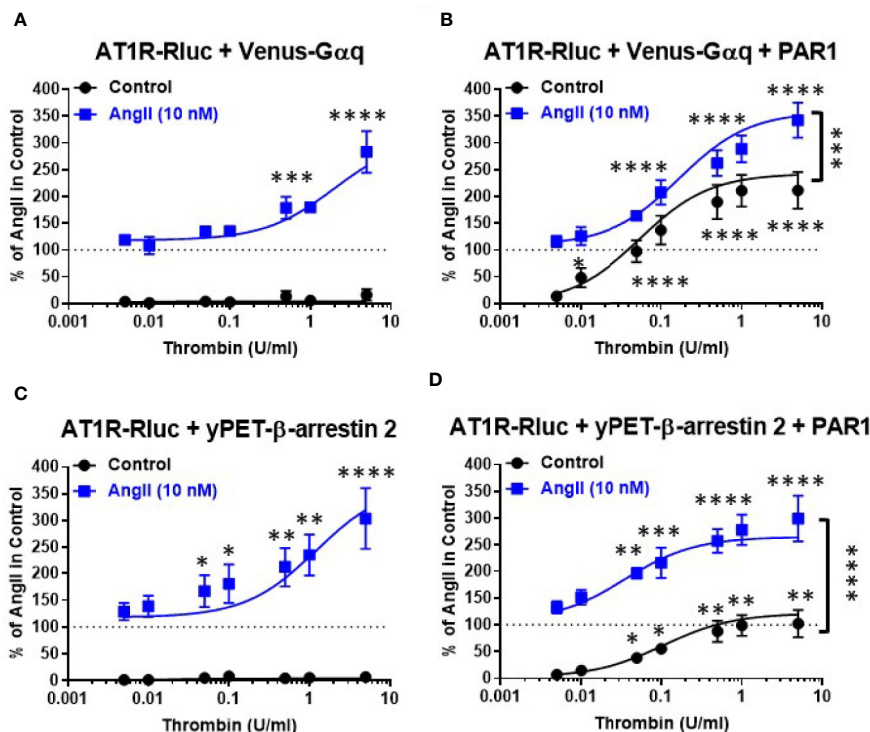 A
AT1R-Rluc + Venus-Gαq
Control
AngII (10 nM)
****
***
% of AngII in Control
400
350
300
250
200
150
100
50
0
0.001 0.01 0.1 1 10
Thrombin (U/ml)
B
AT1R-Rluc + Venus-Gαq + PAR1
Control
AngII (10 nM)
****
****
****
***
*
****
****
****
% of AngII in Control
400
350
300
250
200
150
100
50
0
0.001 0.01 0.1 1 10
Thrombin (U/ml)
C
AT1R-Rluc + yPET-β-arrestin 2
Control
AngII (10 nM)
****
**
**
*
*
% of AngII in Control
400
350
300
250
200
150
100
50
0
0.001 0.01 0.1 1 10
Thrombin (U/ml)
D
AT1R-Rluc + yPET-β-arrestin 2 + PAR1
Control
AngII (10 nM)
****
****
***
**
****
**
**
**
*
*
% of AngII in Control
400
350
300
250
200
150
100
50
0
0.001 0.01 0.1 1 10
Thrombin (U/ml)